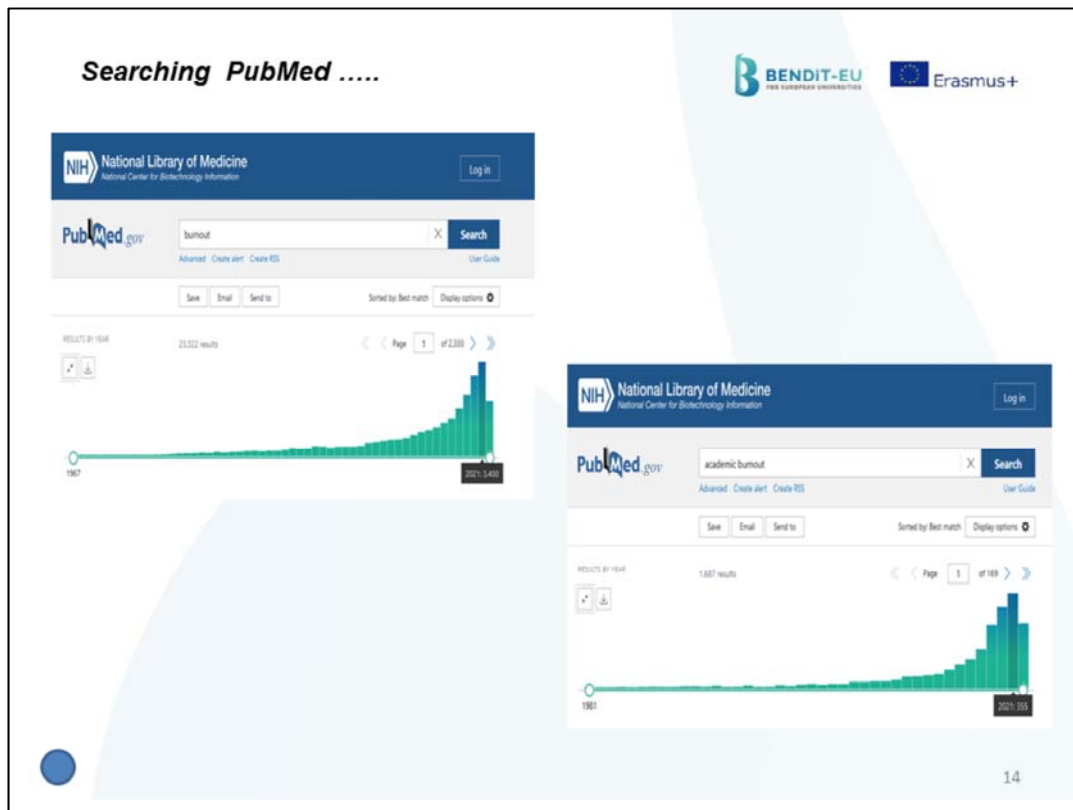 Searching PubMed .....
BENDIT-EU
FOR EUROPEAN UNIVERSITIES
Erasmus+
NIH National Library of Medicine
National Center for Biotechnology Information
Log in
PubMed.gov
burnout X Search
Advanced Create alert Create RSS User Guide
Save Email Send to Sorted by: Best match Display options
RESULTS BY YEAR
23,322 results
Page 1 of 2,333
1967
2021: 3,400
NIH National Library of Medicine
National Center for Biotechnology Information
Log in
PubMed.gov
academic burnout X Search
Advanced Create alert Create RSS User Guide
Save Email Send to Sorted by: Best match Display options
RESULTS BY YEAR
1,687 results
Page 1 of 169
1981
2021: 355
14